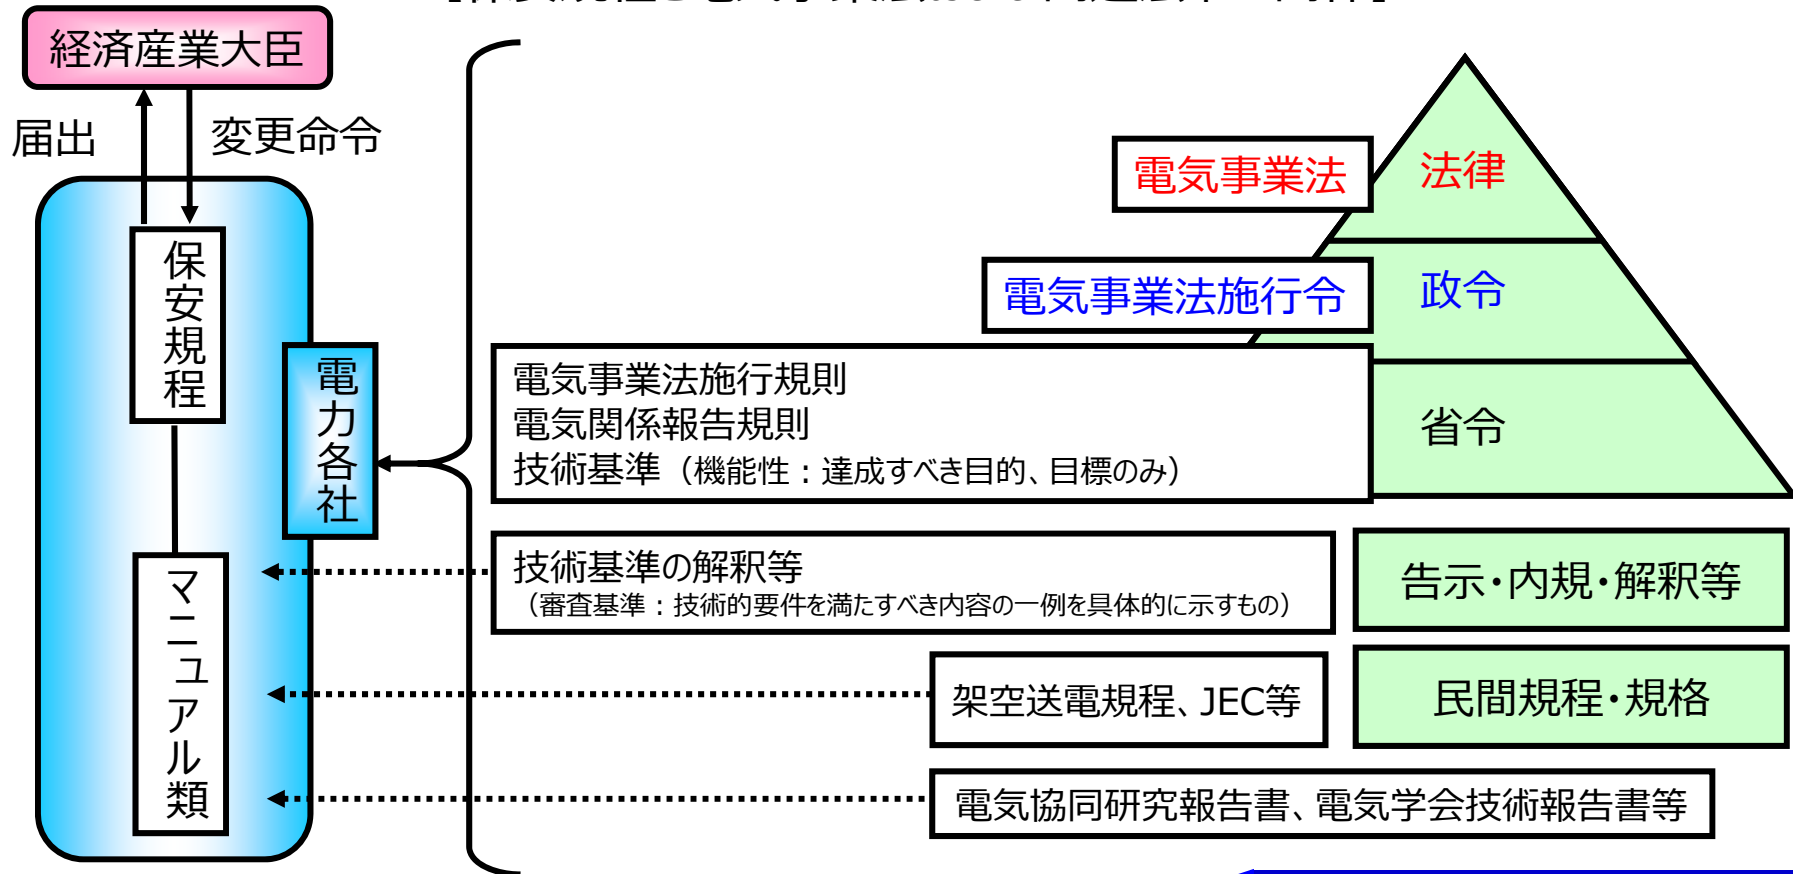 経済産業大臣
届出
変更命令
保安規程
電力各社
マニュアル類
電気事業法
法律
電気事業法施行令
政令
電気事業法施行規則
電気関係報告規則
技術基準（機能性：達成すべき目的、目標のみ）
省令
技術基準の解釈等
（審査基準：技術的要件を満たすべき内容の一例を具体的に示すもの）
告示・内規・解釈等
架空送電規程、JEC等
民間規程・規格
電気協同研究報告書、電気学会技術報告書等